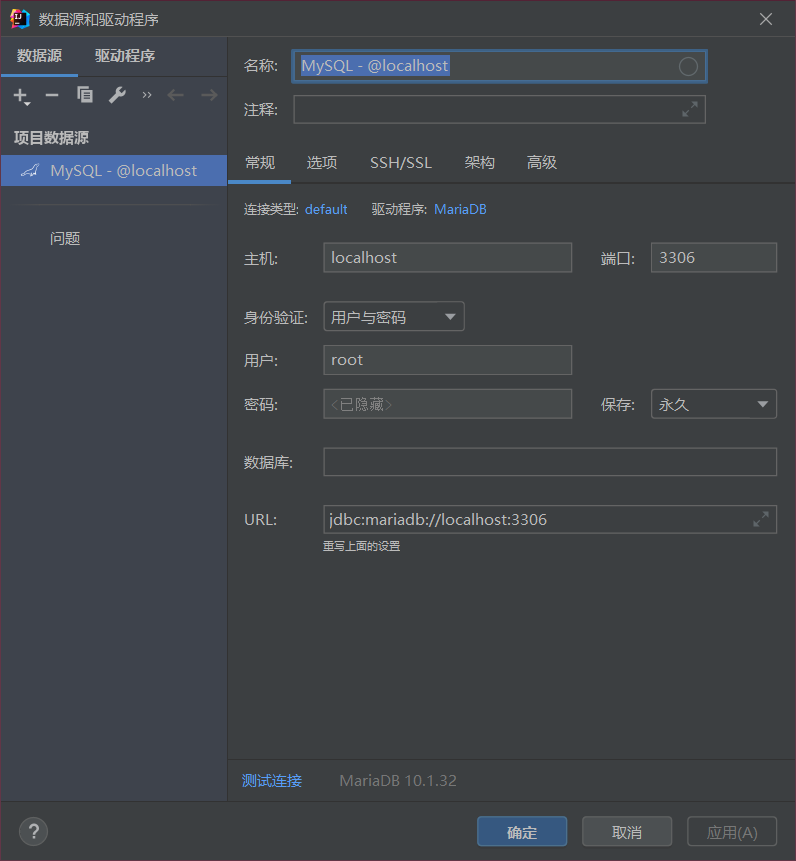 数据源和驱动程序
数据源 驱动程序
项目数据源
MySQL - @localhost
问题
名称: MySQL - @localhost
注释:
常规 选项 SSH/SSL 架构 高级
连接类型: default 驱动程序: MariaDB
主机: localhost 端口: 3306
身份验证: 用户与密码
用户: root
密码: <已隐藏> 保存: 永久
数据库:
URL: jdbc:mariadb://localhost:3306
重写上面的设置
测试连接 MariaDB 10.1.32
? 确定 取消 应用(A)